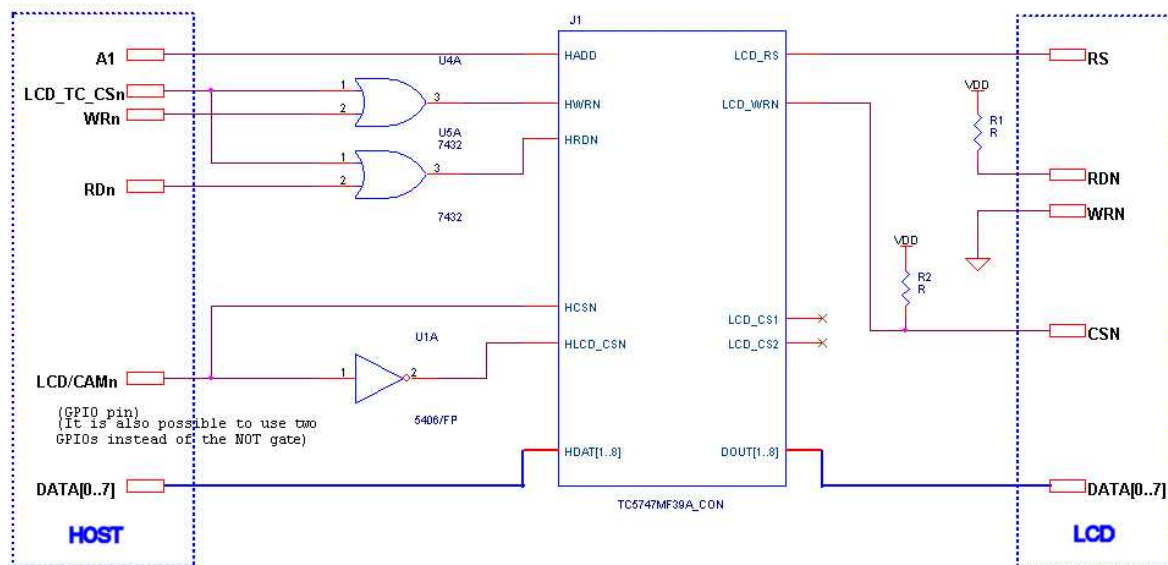 J1
A1
HADD
LCD_RS
RS
U4A
LCD_TC_CSn
1
2
3
HWRN
LCD_WRN
VDD
WRn
U5A
7432
HRDN
R1
R
1
2
3
RDn
RDN
7432
WRN
VDD
R2
R
HCSN
LCD_CS1
U1A
HLCD_CSN
LCD_CS2
CSN
LCD/CAMn
1
2
(GPIO pin)
(It is also possible to use two
GPIOs instead of the NOT gate)
5406/FP
HDAT[1..8]
DOUT[1..8]
DATA[0..7]
DATA[0..7]
TC5747MF39A_CON
HOST
LCD